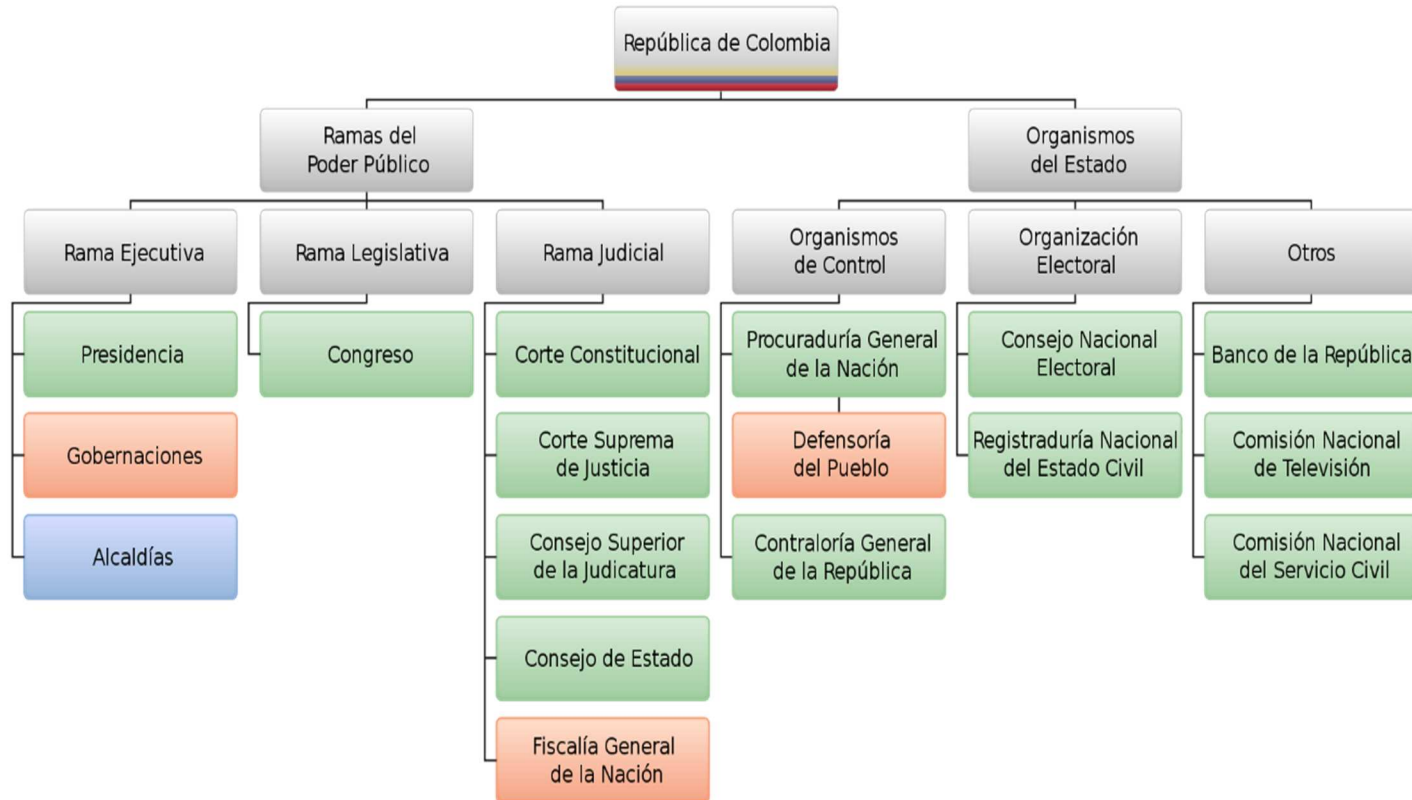 República de Colombia
Ramas del
Poder Público
Organismos
del Estado
Rama Ejecutiva
Rama Legislativa
Rama Judicial
Organismos
de Control
Organización
Electoral
Otros
Presidencia
Gobernaciones
Alcaldías
Congreso
Corte Constitucional
Corte Suprema
de Justicia
Consejo Superior
de la Judicatura
Consejo de Estado
Fiscalía General
de la Nación
Procuraduría General
de la Nación
Defensoría
del Pueblo
Contraloría General
de la República
Consejo Nacional
Electoral
Registraduría Nacional
del Estado Civil
Banco de la República
Comisión Nacional
de Televisión
Comisión Nacional
del Servicio Civil